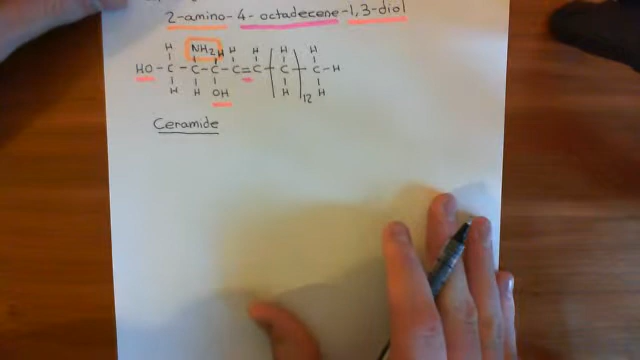 2-amino-4-octadecene-1,3-diol
H NH2 H H H H H
HO-C-C-C-C=C-(C)-C-H
H H OH H 12 H
Ceramide